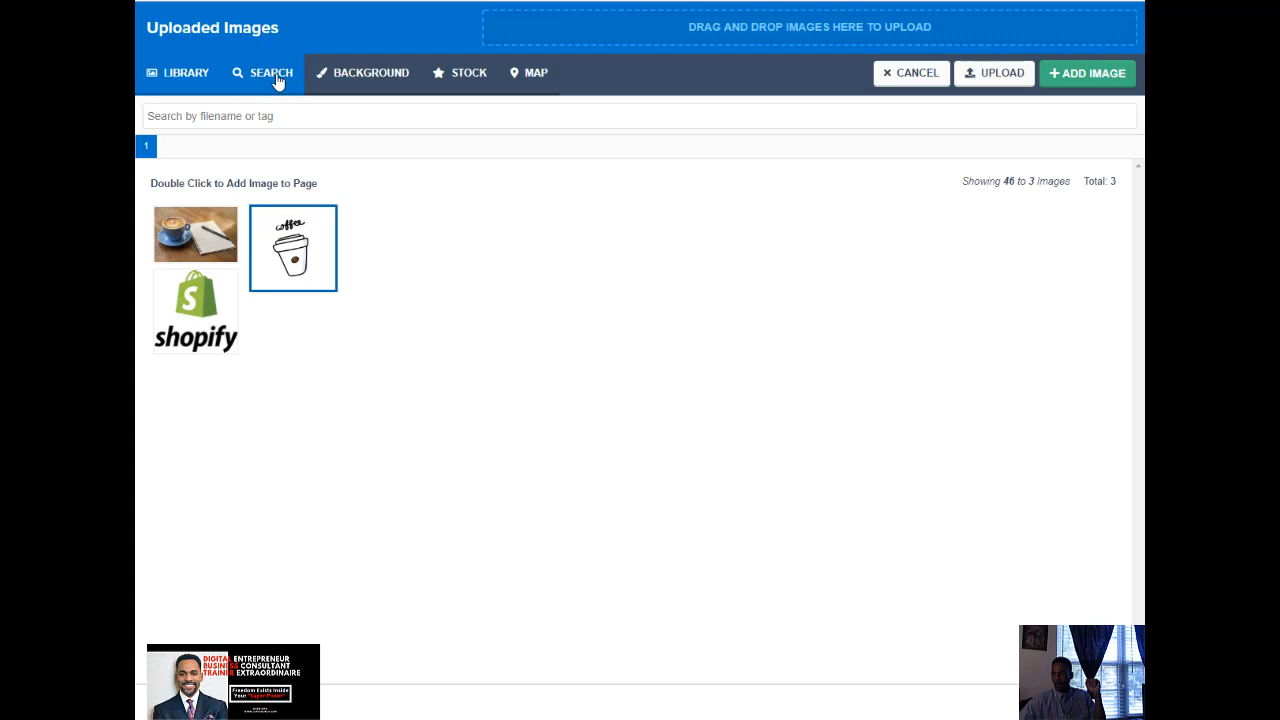 Uploaded Images
DRAG AND DROP IMAGES HERE TO UPLOAD
LIBRARY
SEARCH
BACKGROUND
STOCK
MAP
CANCEL
UPLOAD
ADD IMAGE
Search by filename or tag
1
Double Click to Add Image to Page
Showing 46 to 3 Images
Total: 3
coffee
S
shopify
DIGITAL ENTREPRENEUR
BUSINESS CONSULTANT
TRAINER EXTRAORDINAIRE
Freedom Exists Inside
Your "Super Power"